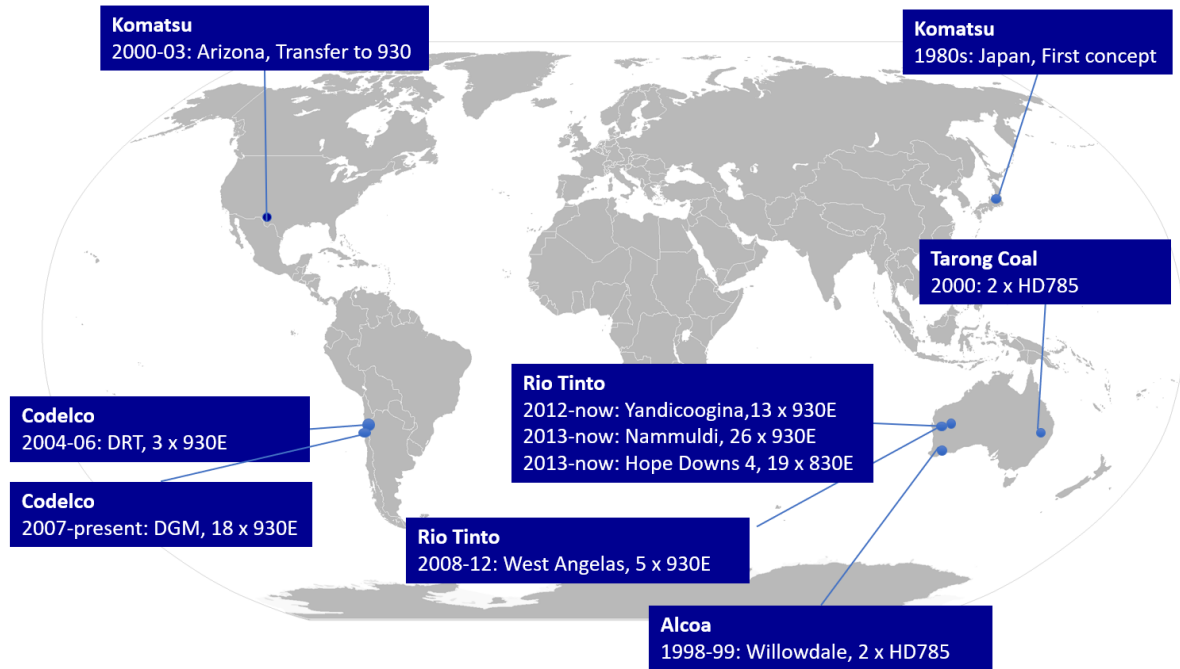 Komatsu
2000-03: Arizona, Transfer to 930
Komatsu
1980s: Japan, First concept
Tarong Coal
2000: 2 x HD785
Rio Tinto
2012-now: Yandicoogina,13 x 930E
2013-now: Nammuldi, 26 x 930E
2013-now: Hope Downs 4, 19 x 830E
Codelco
2004-06: DRT, 3 x 930E
Codelco
2007-present: DGM, 18 x 930E
Rio Tinto
2008-12: West Angelas, 5 x 930E
Alcoa
1998-99: Willowdale, 2 x HD785